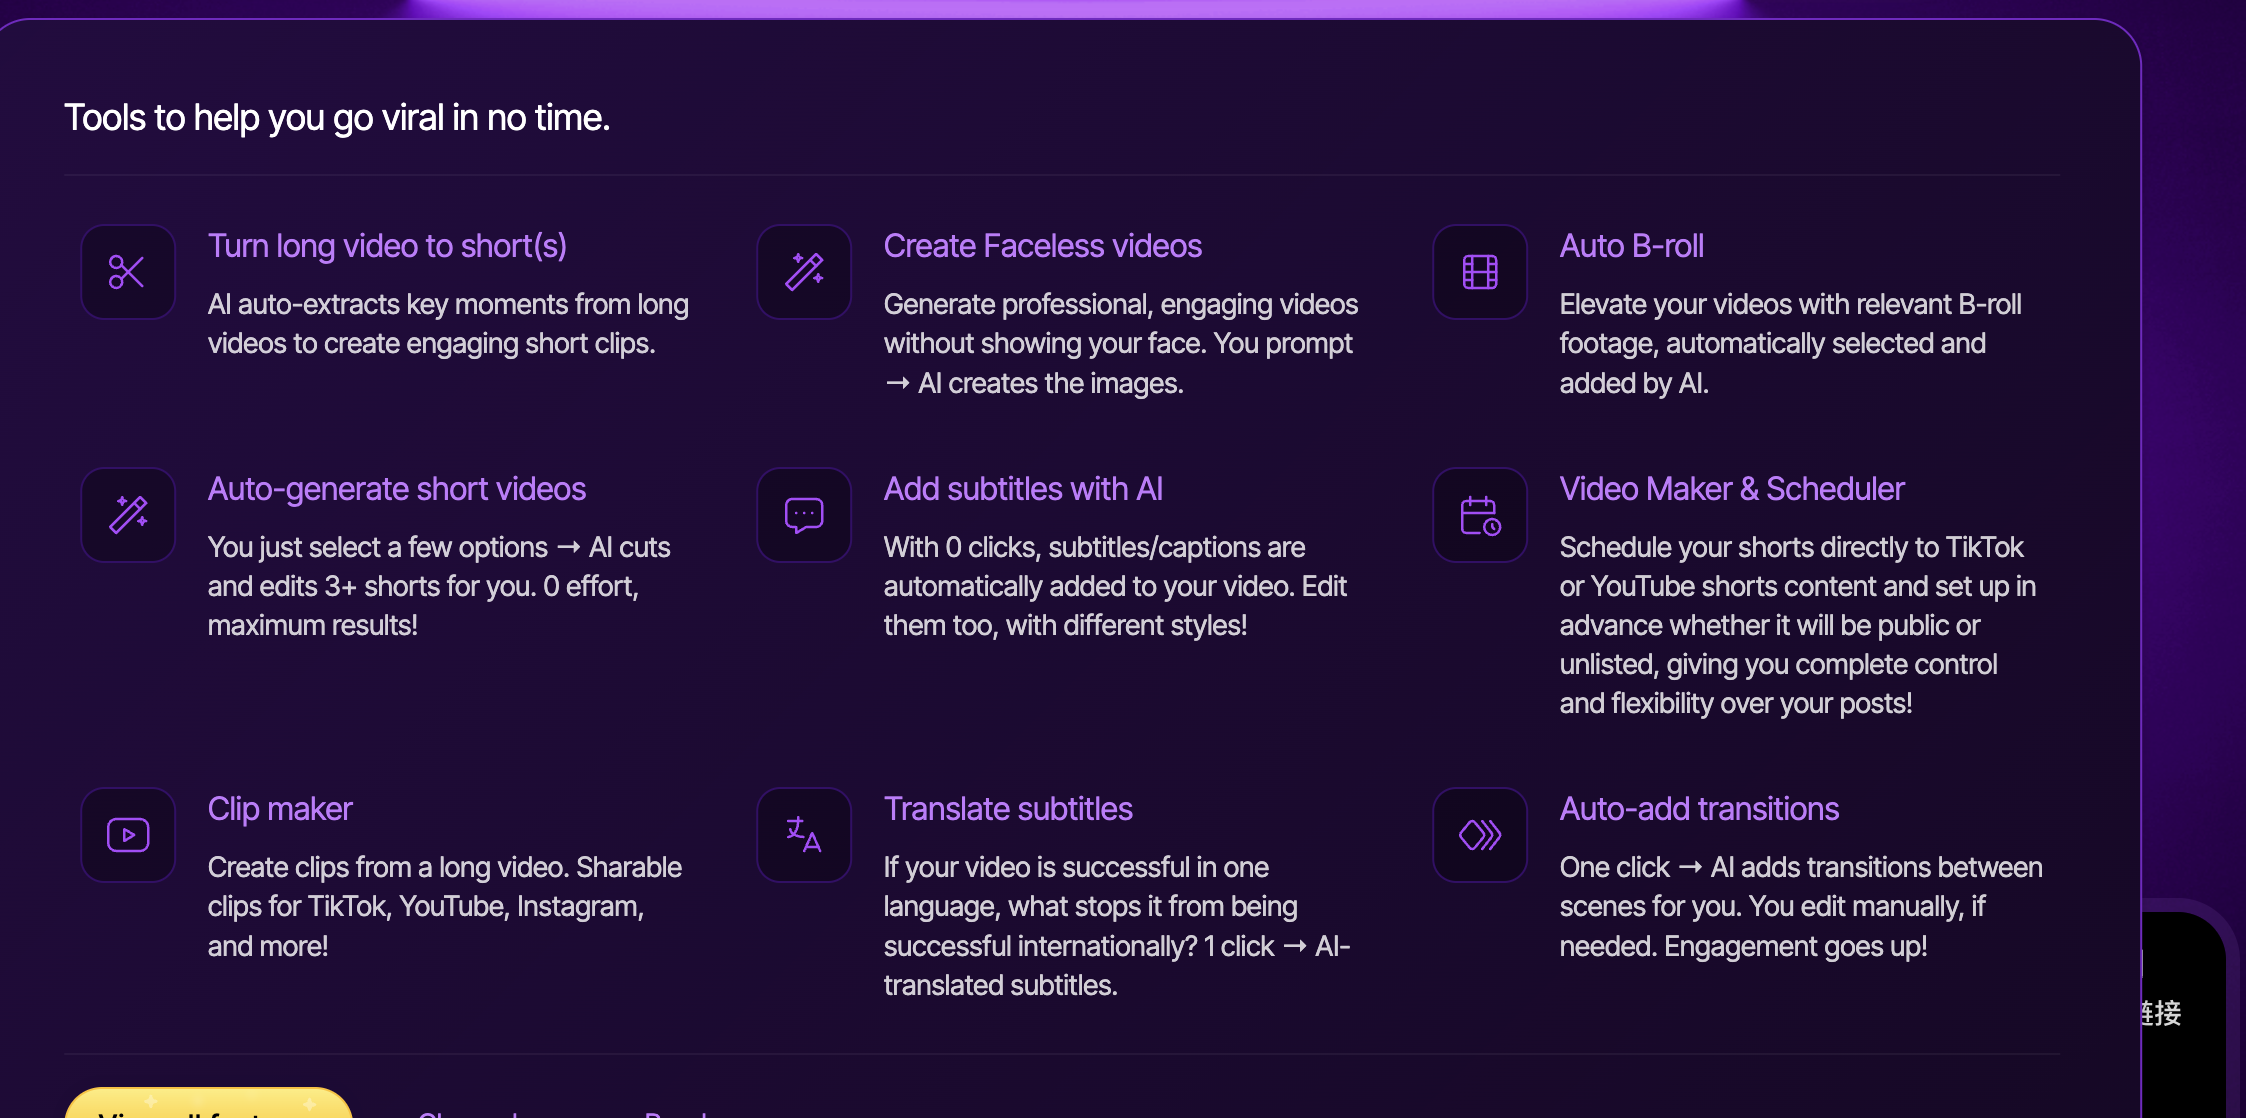 Tools to help you go viral in no time.
Turn long video to short(s)
AI auto-extracts key moments from long
videos to create engaging short clips.
Create Faceless videos
Generate professional, engaging videos
without showing your face. You prompt
→ AI creates the images.
Auto B-roll
Elevate your videos with relevant B-roll
footage, automatically selected and
added by AI.
Auto-generate short videos
You just select a few options → AI cuts
and edits 3+ shorts for you. 0 effort,
maximum results!
Add subtitles with AI
With 0 clicks, subtitles/captions are
automatically added to your video. Edit
them too, with different styles!
Video Maker & Scheduler
Schedule your shorts directly to TikTok
or YouTube shorts content and set up in
advance whether it will be public or
unlisted, giving you complete control
and flexibility over your posts!
Clip maker
Create clips from a long video. Sharable
clips for TikTok, YouTube, Instagram,
and more!
Translate subtitles
If your video is successful in one
language, what stops it from being
successful internationally? 1 click → AI-
translated subtitles.
Auto-add transitions
One click → AI adds transitions between
scenes for you. You edit manually, if
needed. Engagement goes up!
接